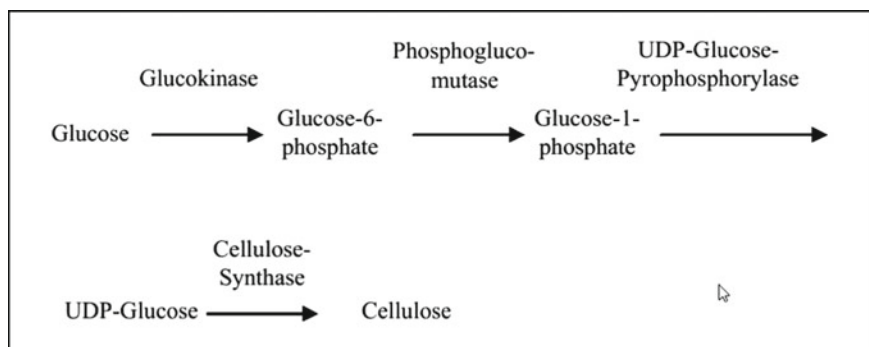 Glucokinase
Phosphogluco-
mutase
UDP-Glucose-
Pyrophosphorylase
Glucose
Glucose-6-
phosphate
Glucose-1-
phosphate
Cellulose-
Synthase
UDP-Glucose
Cellulose